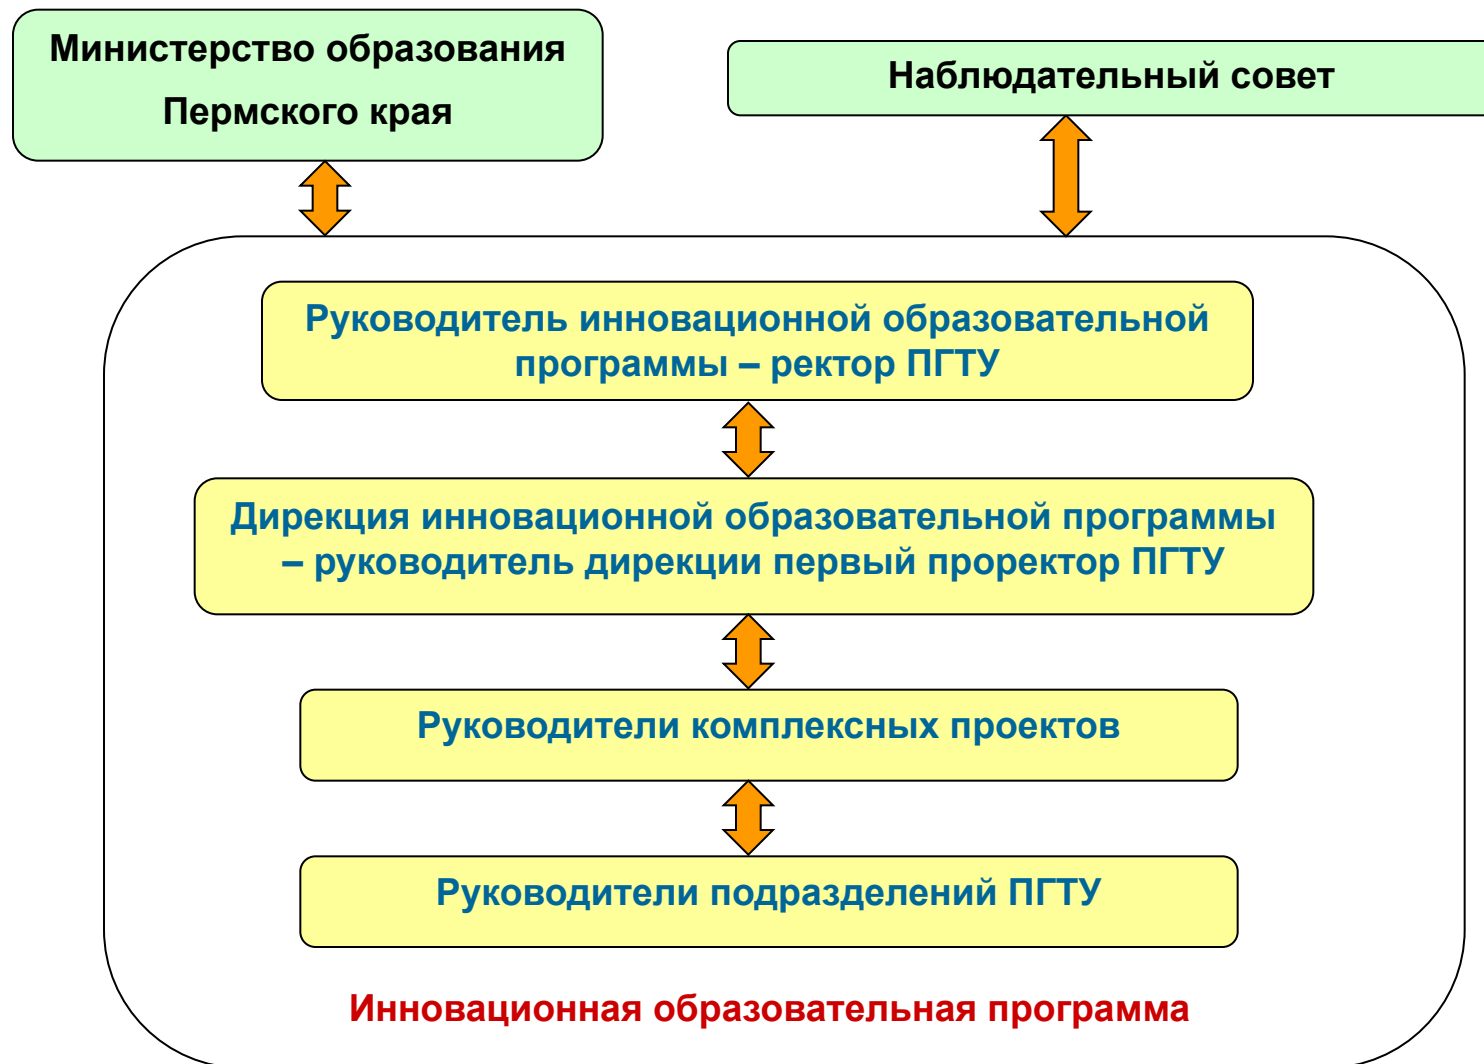 Министерство образования
Пермского края
Наблюдательный совет
Руководитель инновационной образовательной
программы – ректор ПГТУ
Дирекция инновационной образовательной программы
– руководитель дирекции первый проректор ПГТУ
Руководители комплексных проектов
Руководители подразделений ПГТУ
Инновационная образовательная программа